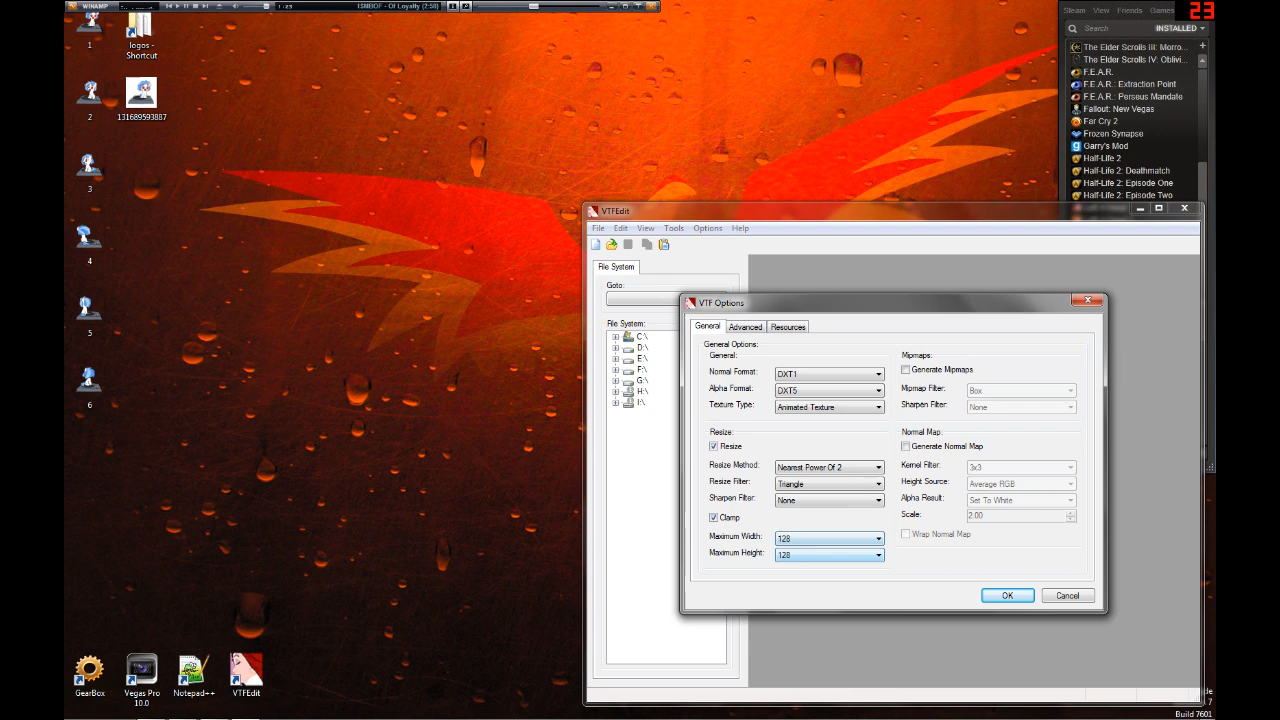 WINAMP
1:23
ISMBOF - Of Loyalty (2:58)
Steam View Friends Games
23
Search
INSTALLED
The Elder Scrolls III: Morro...
The Elder Scrolls IV: Oblivi...
F.E.A.R.
F.E.A.R.: Extraction Point
F.E.A.R.: Perseus Mandate
Fallout: New Vegas
Far Cry 2
Frozen Synapse
Garry's Mod
Half-Life 2
Half-Life 2: Deathmatch
Half-Life 2: Episode One
Half-Life 2: Episode Two
1
logos -
Shortcut
2
131689593887
3
4
5
6
GearBox
Vegas Pro
10.0
Notepad++
VTFEdit
VTFEdit
File Edit View Tools Options Help
File System
Goto:
File System:
C:\
D:\
E:\
F:\
G:\
H:\
I:\
VTF Options
General Advanced Resources
General Options:
General:
Normal Format: DXT1
Alpha Format: DXT5
Texture Type: Animated Texture
Mipmaps:
Generate Mipmaps
Mipmap Filter: Box
Sharpen Filter: None
Resize:
Resize
Resize Method: Nearest Power Of 2
Resize Filter: Triangle
Sharpen Filter: None
Clamp
Maximum Width: 128
Maximum Height: 128
Normal Map:
Generate Normal Map
Kernel Filter: 3x3
Height Source: Average RGB
Alpha Result: Set To White
Scale: 2.00
Wrap Normal Map
OK Cancel
7
Build 7601